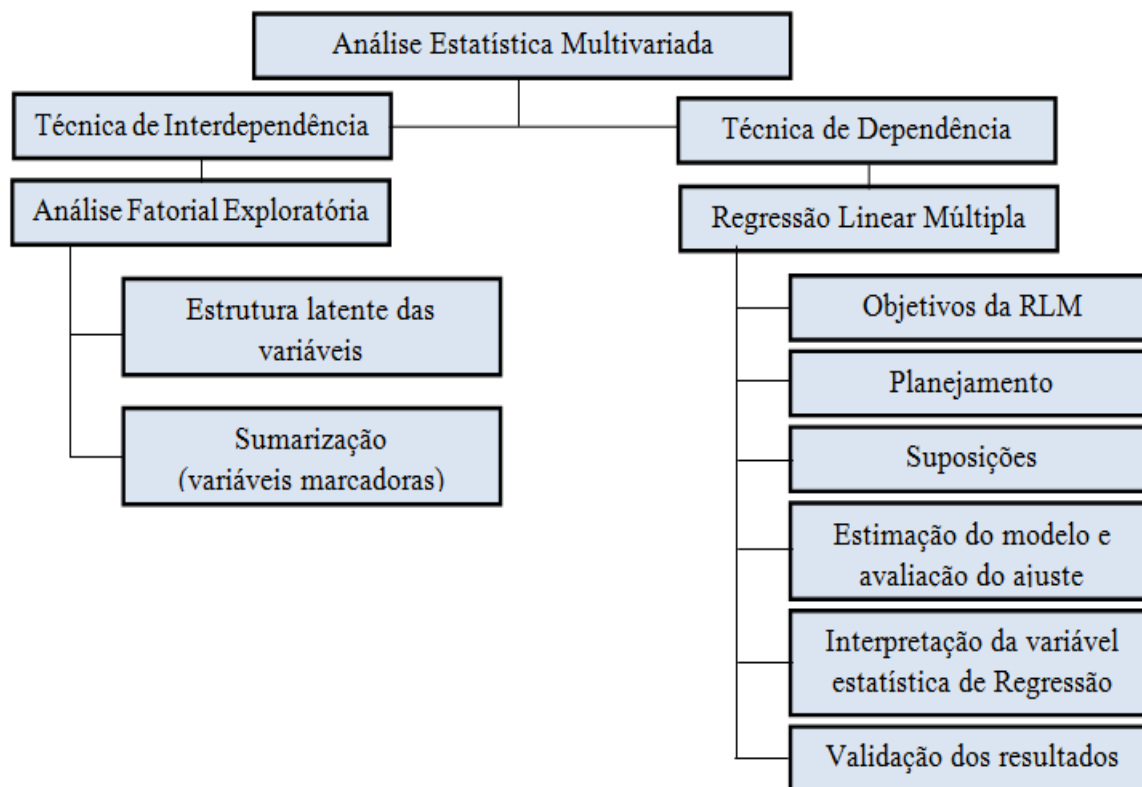 Análise Estatística Multivariada
Técnica de Interdependência
Técnica de Dependência
Análise Fatorial Exploratória
Regressão Linear Múltipla
Estrutura latente das
variáveis
Sumarização
(variáveis marcadoras)
Objetivos da RLM
Planejamento
Suposições
Estimação do modelo e
avaliação do ajuste
Interpretação da variável
estatística de Regressão
Validação dos resultados